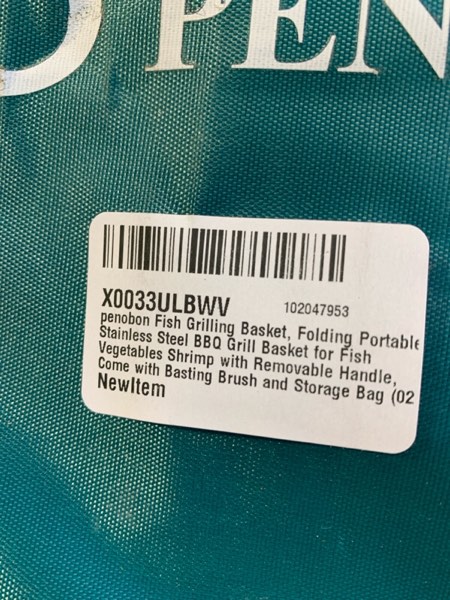 PEN
X0033ULBWV 102047953
penobon Fish Grilling Basket, Folding Portable
Stainless Steel BBQ Grill Basket for Fish
Vegetables Shrimp with Removable Handle,
Come with Basting Brush and Storage Bag (02
NewItem